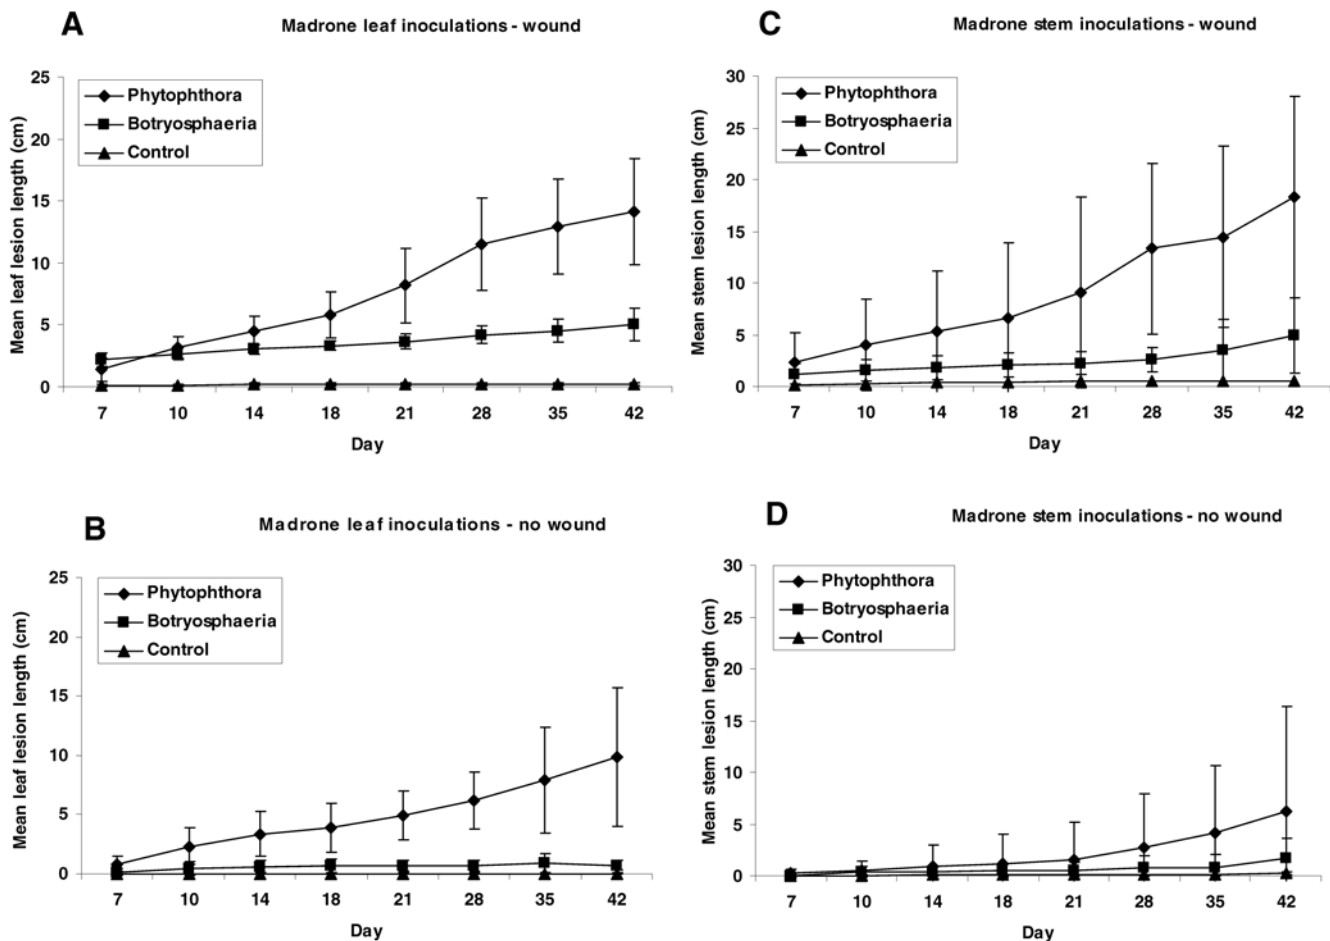 A
Madrone leaf inoculations - wound
Mean leaf lesion length (cm)
25
20
15
10
5
0
Phytophthora
Botryosphaeria
Control
7 10 14 18 21 28 35 42
Day
C
Madrone stem inoculations - wound
Mean stem lesion length (cm)
30
25
20
15
10
5
0
Phytophthora
Botryosphaeria
Control
7 10 14 18 21 28 35 42
Day
B
Madrone leaf inoculations - no wound
Mean leaf lesion length (cm)
25
20
15
10
5
0
Phytophthora
Botryosphaeria
Control
7 10 14 18 21 28 35 42
Day
D
Madrone stem inoculations - no wound
Mean stem lesion length (cm)
30
25
20
15
10
5
0
Phytophthora
Botryosphaeria
Control
7 10 14 18 21 28 35 42
Day